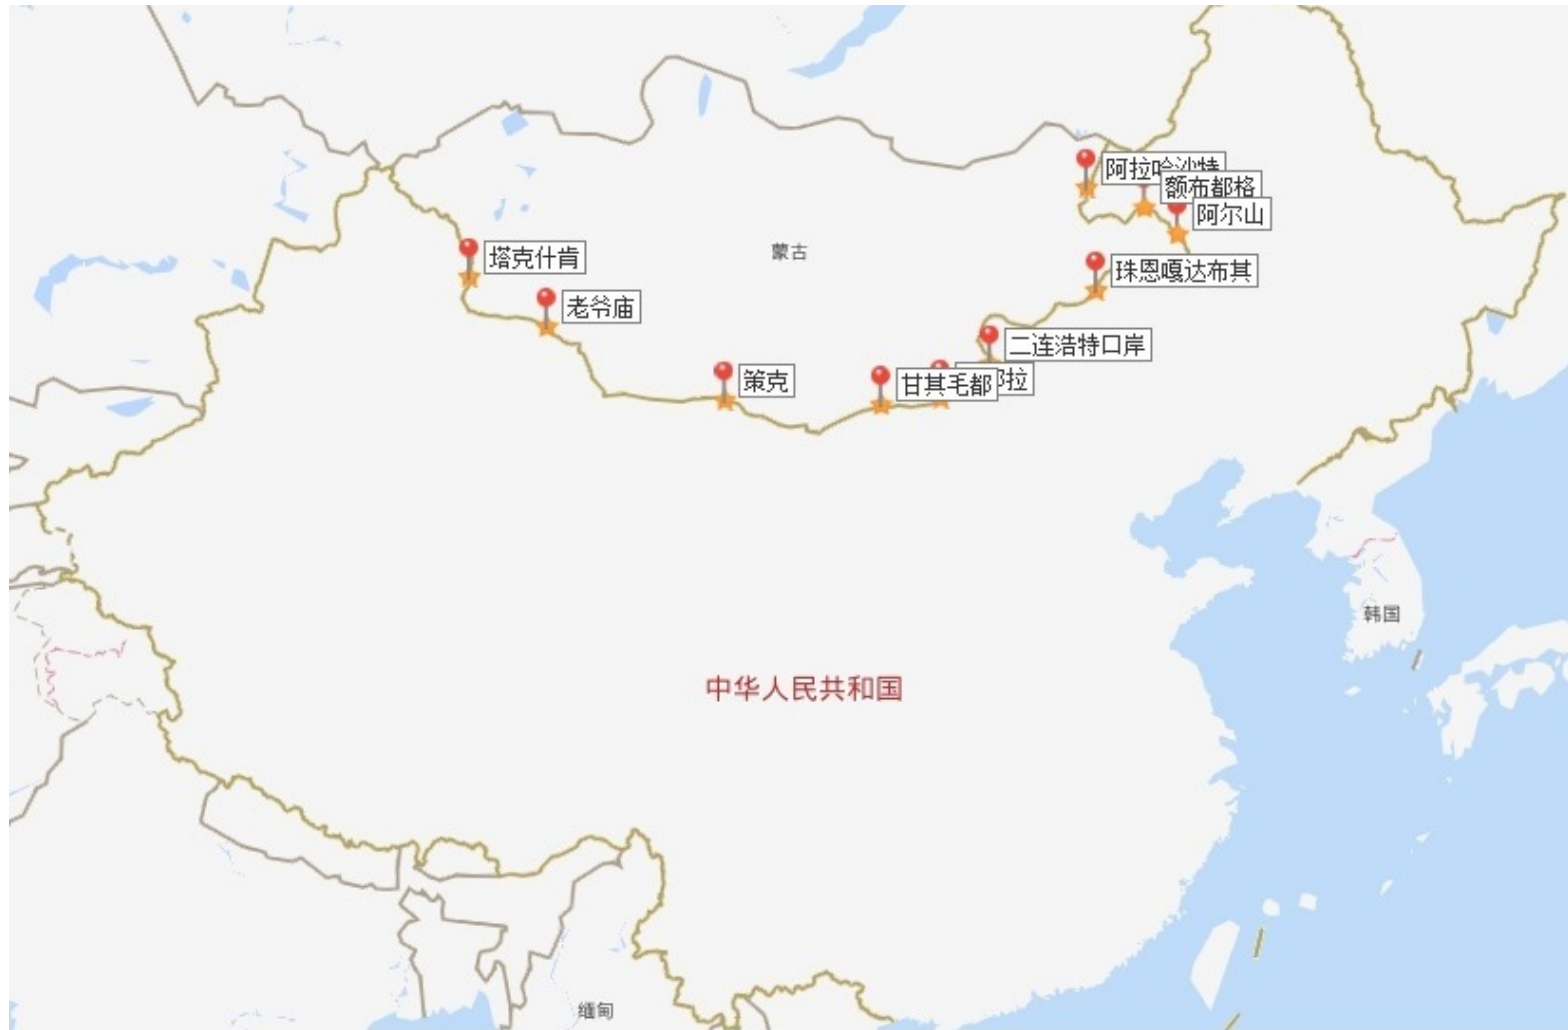 阿拉哈沙特
额布都格
阿尔山
塔克什肯
蒙古
珠恩嘎达布其
老爷庙
二连浩特口岸
策克
甘其毛都
拉
韩国
中华人民共和国
缅甸